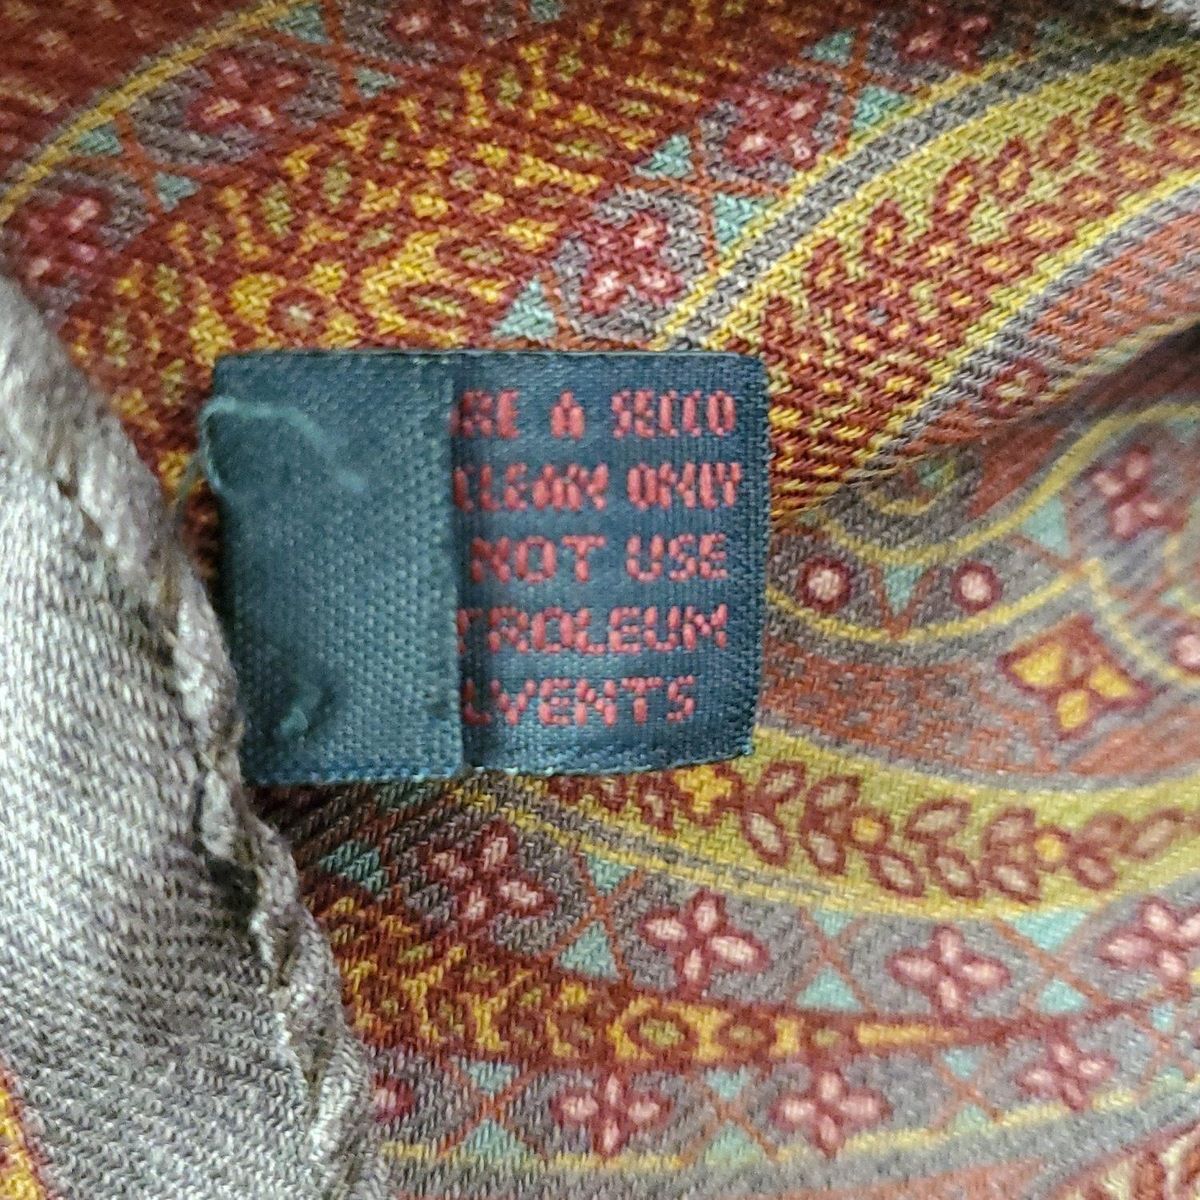 RE A SECCO
CLEAN ONLY
NOT USE
TROLEUM
LVENTS